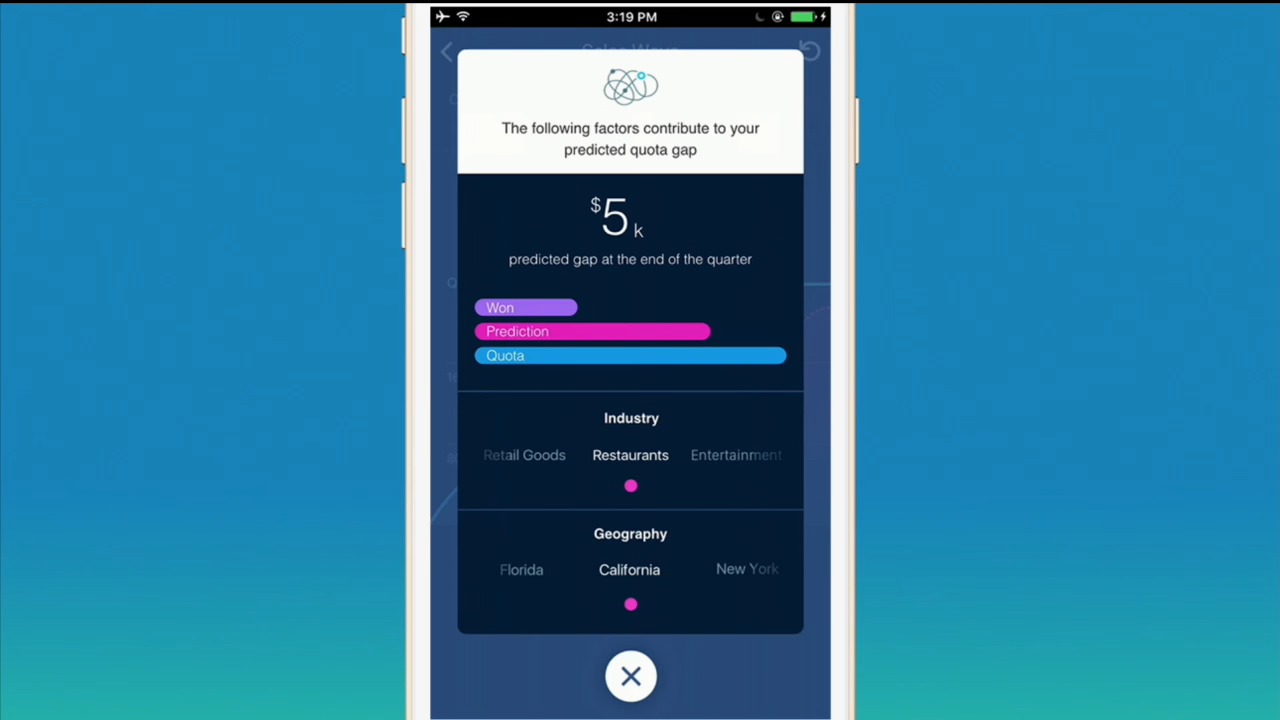 3:19 PM
The following factors contribute to your
predicted quota gap
$5k
predicted gap at the end of the quarter
Won
Prediction
Quota
Industry
Retail Goods Restaurants Entertainment
Geography
Florida California New York